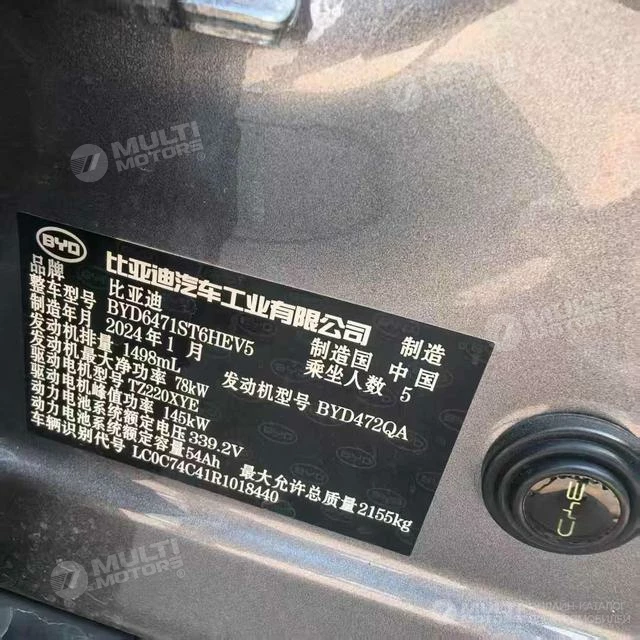 BYD
比亚迪汽车工业有限公司 制造
品牌 比亚迪 制造国 中国
整车型号 BYD6471ST6HEV5 乘坐人数 5
制造年月 2024年1月
发动机排量 1498mL 发动机型号 BYD472QA
发动机最大净功率 78kW
驱动电机型号 TZ220XYE
驱动电机峰值功率 145kW
动力电池系统额定电压 339.2V
动力电池系统额定容量 54Ah 最大允许总质量 2155kg
车辆识别代号 LC0C74C41R1018440
BYD
MULTI
MOTORS
MULTI
MOTORS
MULTI
ОНЛАЙН-КАТАЛОГ